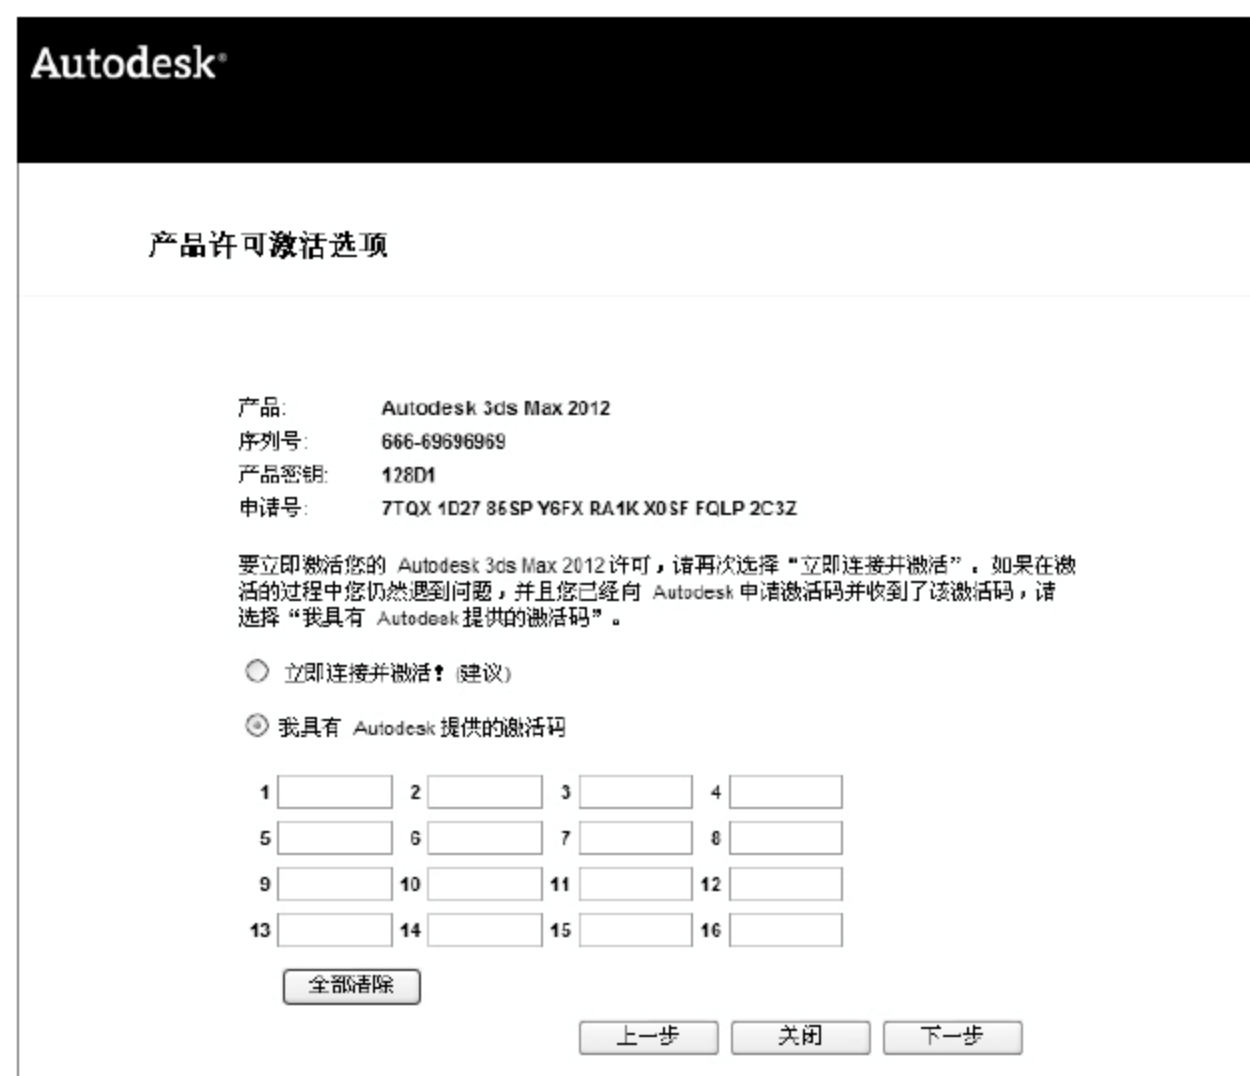 Autodesk®
产品许可激活选项
产品: Autodesk 3ds Max 2012
序列号: 666-69696969
产品密钥: 128D1
申请号: 7TQX 1D27 86SP Y6FX RA1K X0SF FQLP 2C3Z
要立即激活您的 Autodesk 3ds Max 2012 许可，请再次选择“立即连接并激活”。如果在激
活的过程中您仍然遇到问题，并且您已经向 Autodesk 申请激活码并收到了该激活码，请
选择“我具有 Autodesk 提供的激活码”。
立即连接并激活! (建议)
我具有 Autodesk 提供的激活码
1 2 3 4
5 6 7 8
9 10 11 12
13 14 15 16
全部清除
上一步 关闭 下一步